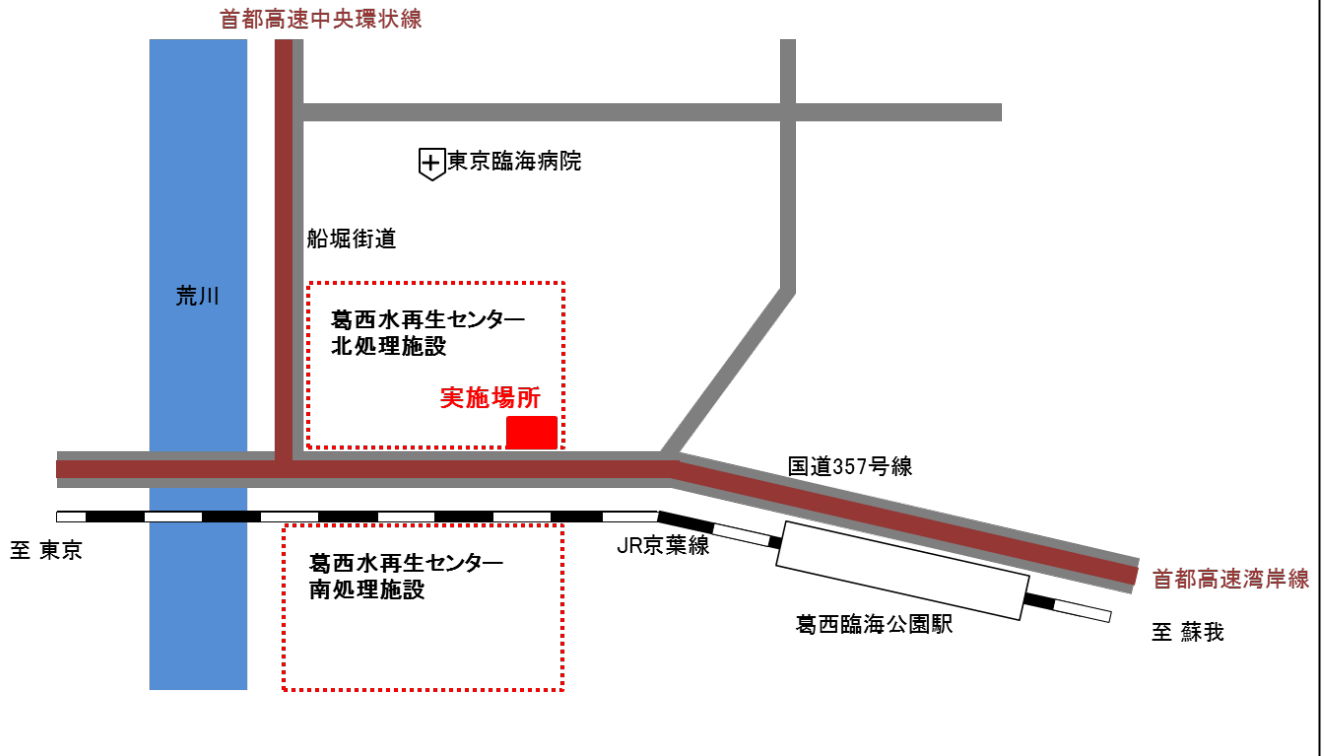 首都高速中央環状線
東京臨海病院
船堀街道
荒川
葛西水再生センター
北処理施設
実施場所
国道357号線
至 東京
JR京葉線
葛西水再生センター
南処理施設
首都高速湾岸線
葛西臨海公園駅
至 蘇我